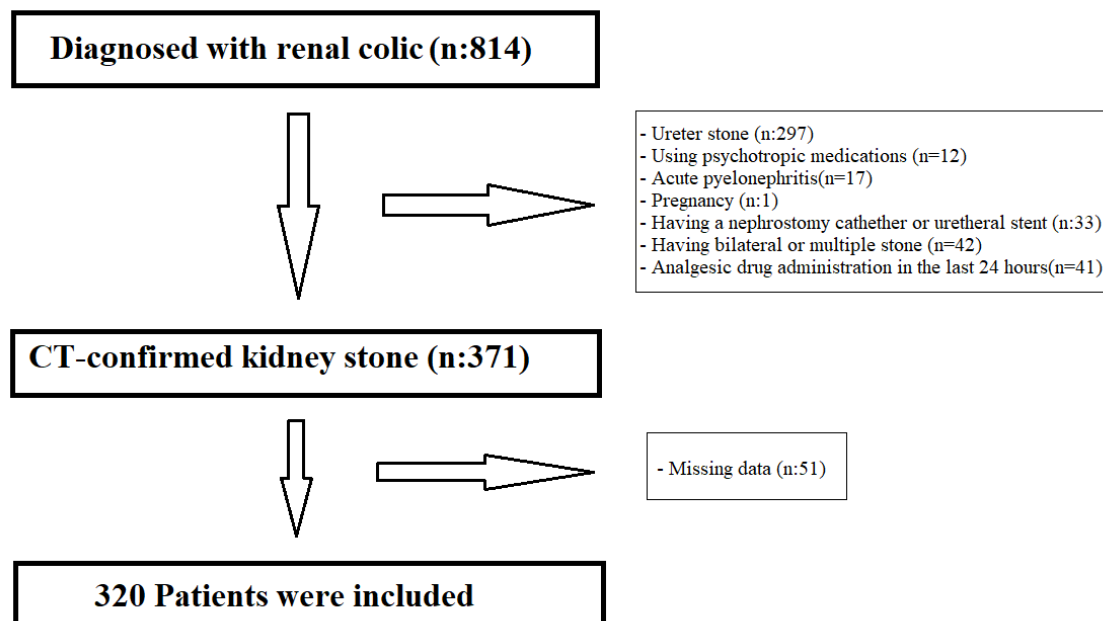 Diagnosed with renal colic (n:814)
- Ureter stone (n:297)
- Using psychotropic medications (n=12)
- Acute pyelonephritis(n=17)
- Pregnancy (n:1)
- Having a nephrostomy cathether or uretheral stent (n:33)
- Having bilateral or multiple stone (n=42)
- Analgesic drug administration in the last 24 hours(n=41)
CT-confirmed kidney stone (n:371)
- Missing data (n:51)
320 Patients were included